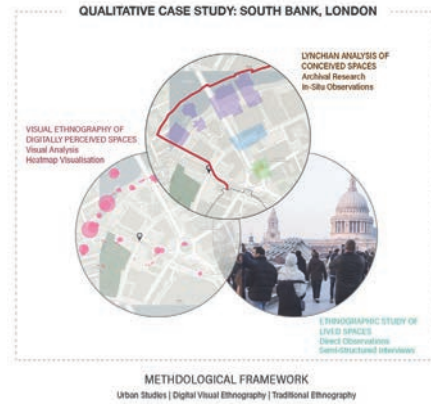 QUALITATIVE CASE STUDY: SOUTH BANK, LONDON
LYNCHIAN ANALYSIS OF
CONCEIVED SPACES
Archival Research
In-Situ Observations
VISUAL ETHNOGRAPHY OF
DIGITALLY PERCEIVED SPACES
Visual Analysis
Heatmap Visualisation
ETHNOGRAPHIC STUDY OF
LIVED SPACES
Direct Observations
Semi-Structured Interviews
METHDOLOGICAL FRAMEWORK
Urban Studies | Digital Visual Ethnography | Traditional Ethnography